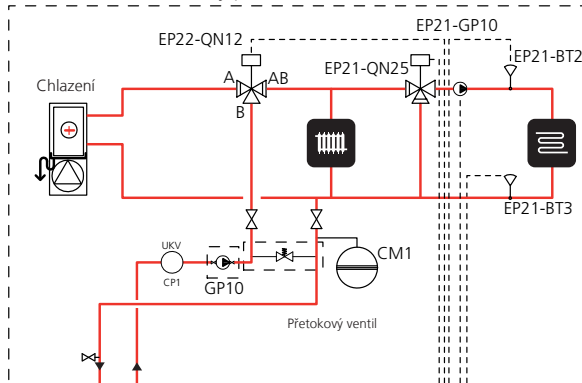 EP21-GP10
EP22-QN12
EP21-BT2
EP21-QN25
Chlazení
A
AB
B
EP21-BT3
UKV
CM1
CP1
GP10
Přetokový ventil